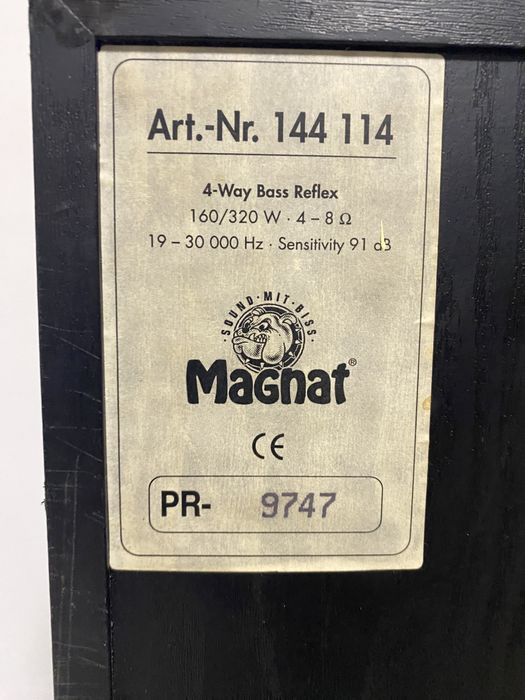 Art.-Nr. 144 114
4-Way Bass Reflex
160/320 W · 4 – 8 Ω
19 – 30 000 Hz · Sensitivity 91 dB
SOUND · MIT · BISS
Magnat®
CE
PR- 9747